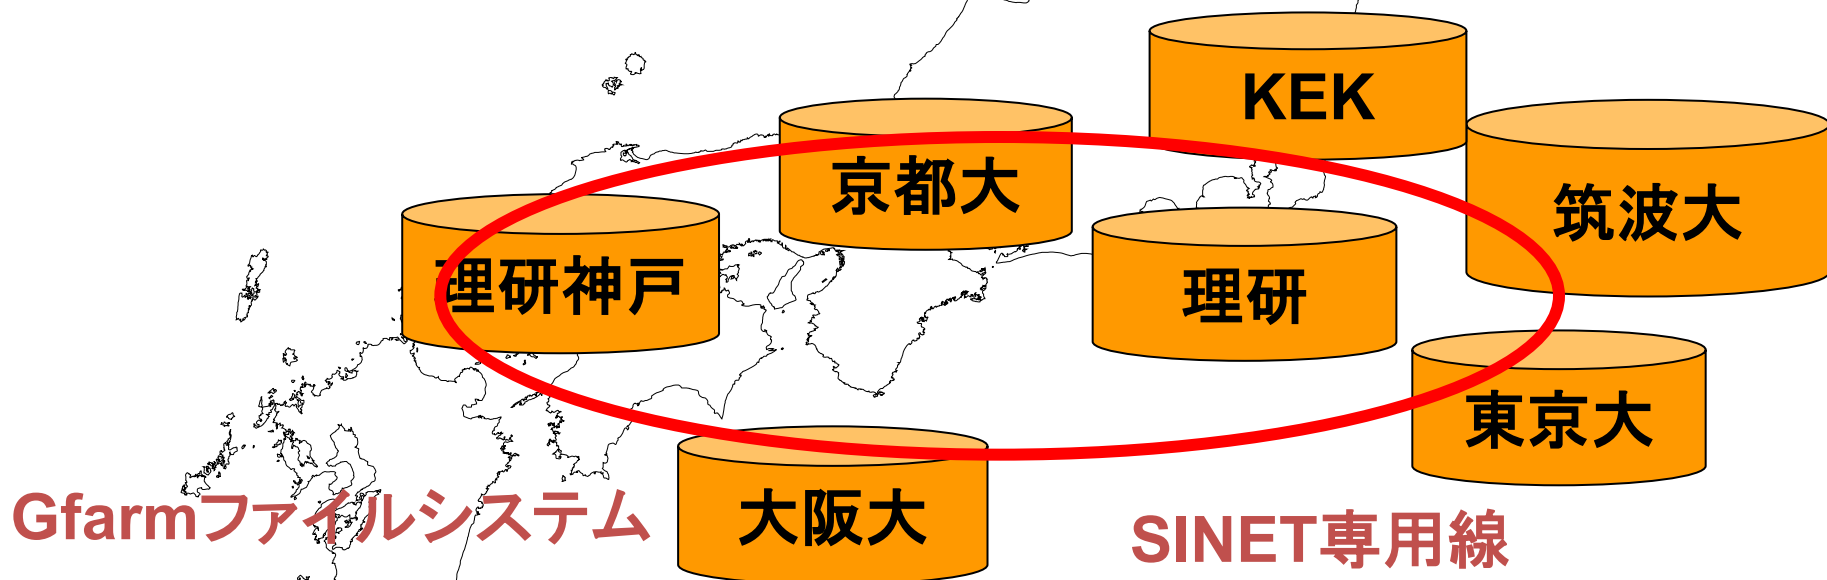 KEK
京都大
筑波大
理研神戸
理研
東京大
大阪大
Gfarmファイルシステム
SINET専用線